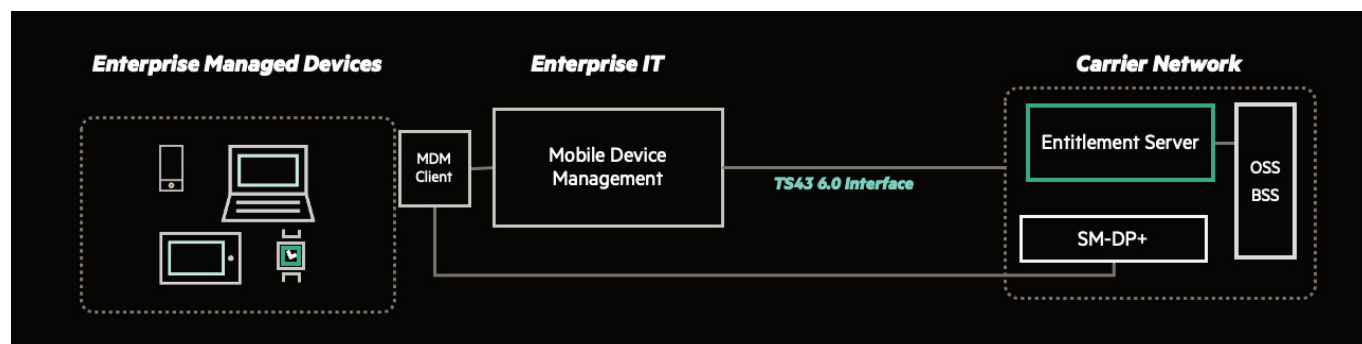 Enterprise Managed Devices
Enterprise IT
Carrier Network
MDM
Client
Mobile Device
Management
TS43 6.0 Interface
Entitlement Server
OSS
BSS
SM-DP+